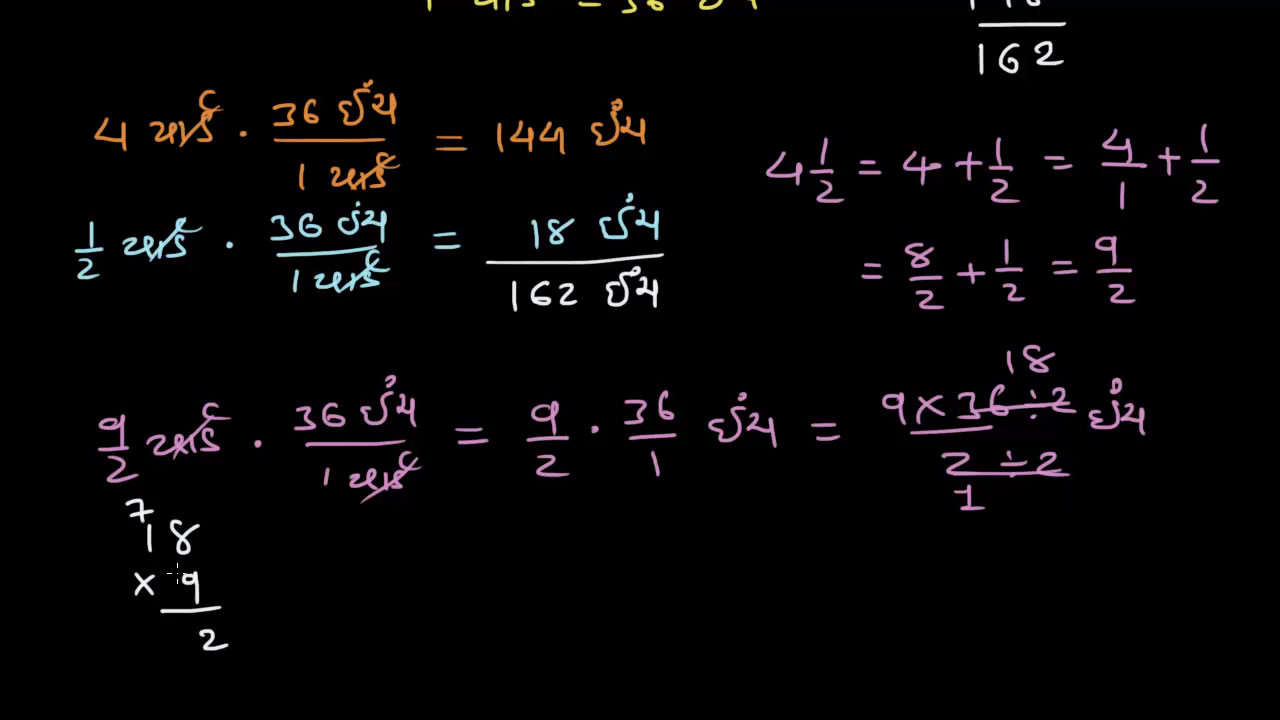 1 યાર્ડ = 36 ઈંચ
162
4 યાર્ડ · 36 ઈંચ / 1 યાર્ડ = 144 ઈંચ
1/2 યાર્ડ · 36 ઈંચ / 1 યાર્ડ = 18 ઈંચ
162 ઈંચ
4 1/2 = 4 + 1/2 = 4/1 + 1/2
= 8/2 + 1/2 = 9/2
18
9/2 યાર્ડ · 36 ઈંચ / 1 યાર્ડ = 9/2 · 36/1 ઈંચ = 9 × 36 ÷ 2 / 2 ÷ 2 ઈંચ
1
7
18
× 9
2